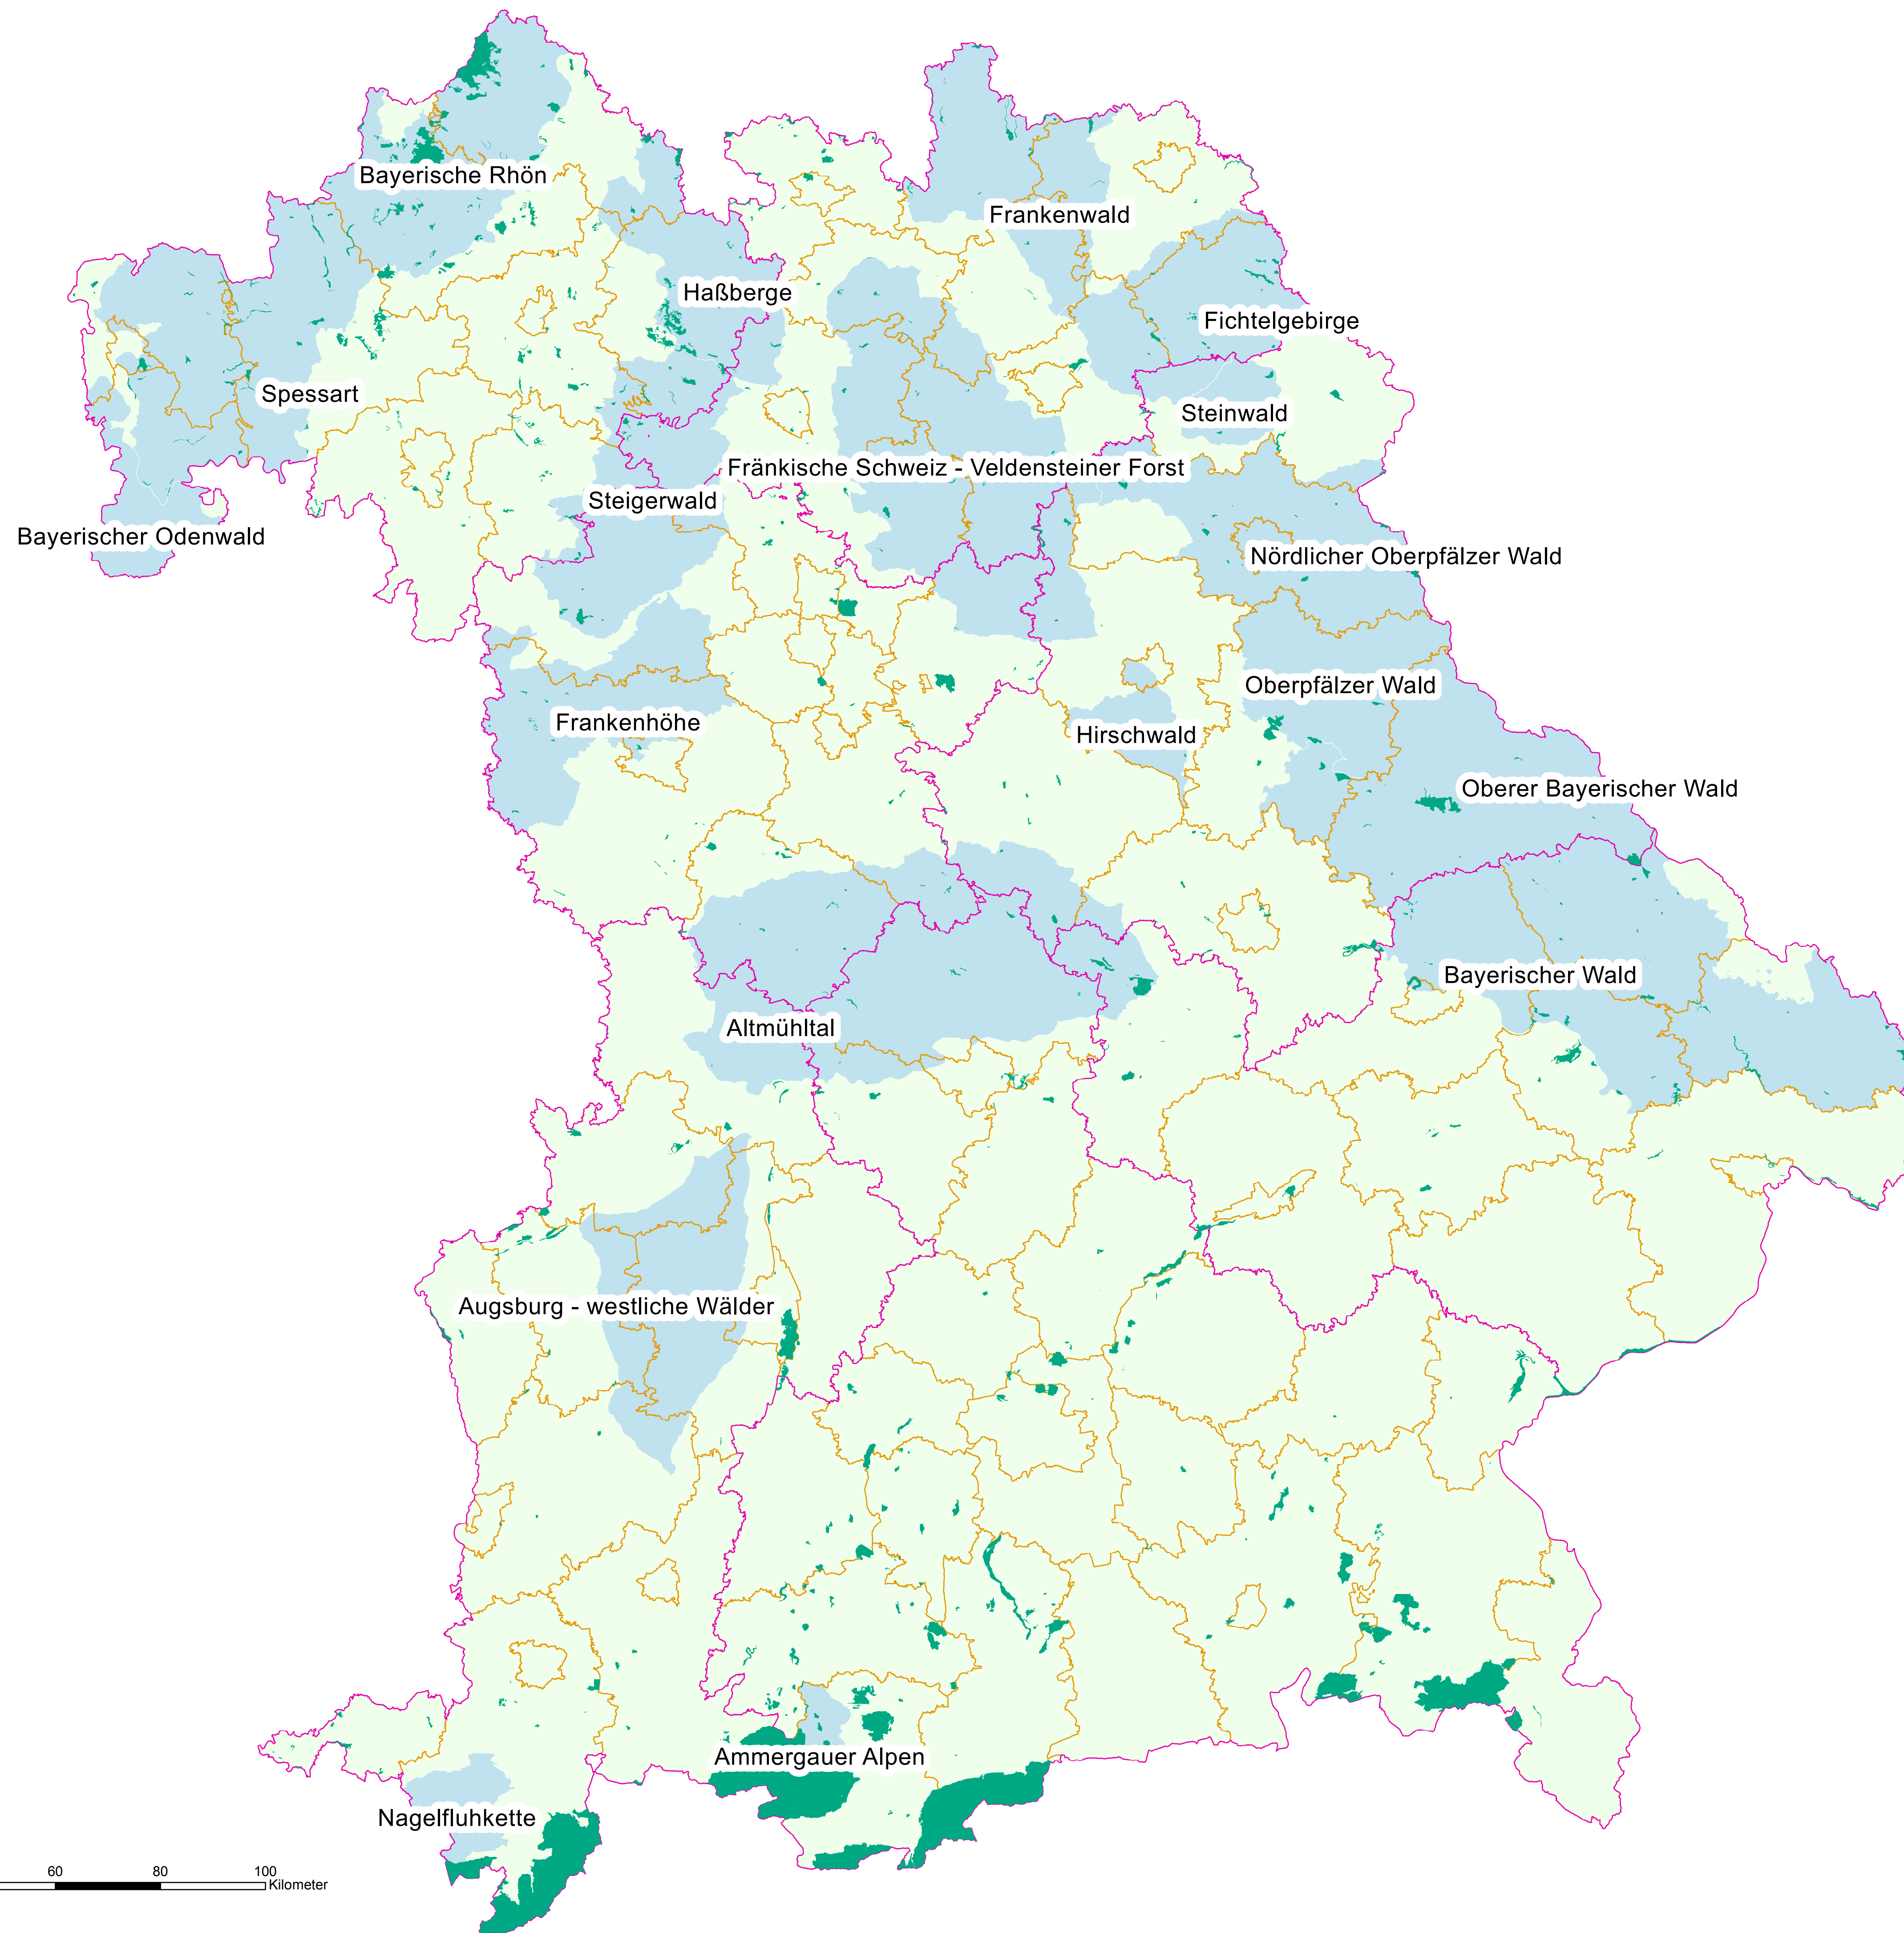 Bayerische Rhön
Frankenwald
Haßberge
Fichtelgebirge
Spessart
Steinwald
Fränkische Schweiz - Veldensteiner Forst
Steigerwald
Bayerischer Odenwald
Nördlicher Oberpfälzer Wald
Oberpfälzer Wald
Frankenhöhe
Hirschwald
Oberer Bayerischer Wald
Bayerischer Wald
Altmühltal
Augsburg - westliche Wälder
Ammergauer Alpen
Nagelfluhkette
60 80 100
Kilometer